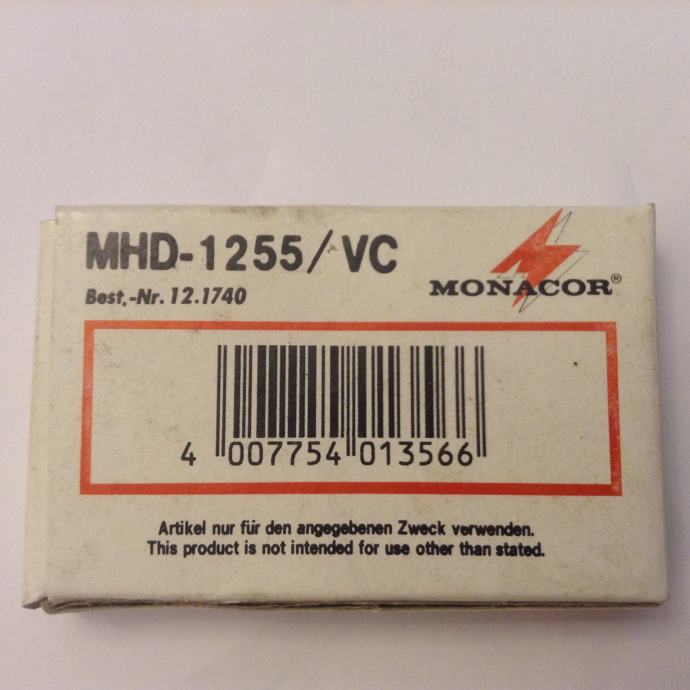 MHD-1255/VC
MONACOR®
Best.-Nr. 12.1740
4 007754 013566
Artikel nur für den angegebenen Zweck verwenden.
This product is not intended for use other than stated.